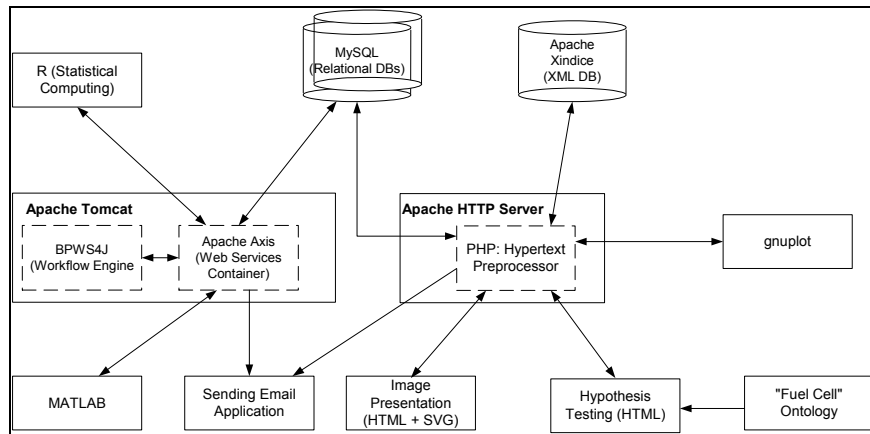 MySQL
(Relational DBs)
Apache
Xindice
(XML DB)
R (Statistical
Computing)
Apache Tomcat
BPWS4J
(Workflow Engine
Apache Axis
(Web Services
Container)
Apache HTTP Server
PHP: Hypertext
Preprocessor
gnuplot
MATLAB
Sending Email
Application
Image
Presentation
(HTML + SVG)
Hypothesis
Testing (HTML)
"Fuel Cell"
Ontology